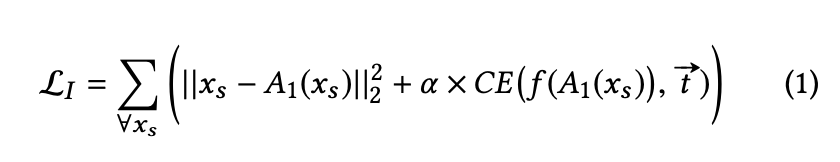 ℒ_I = ∑_{∀x_s} ( ||x_s − A_1(x_s)||_2^2 + α × CE(f(A_1(x_s)), t⃗) ) (1)